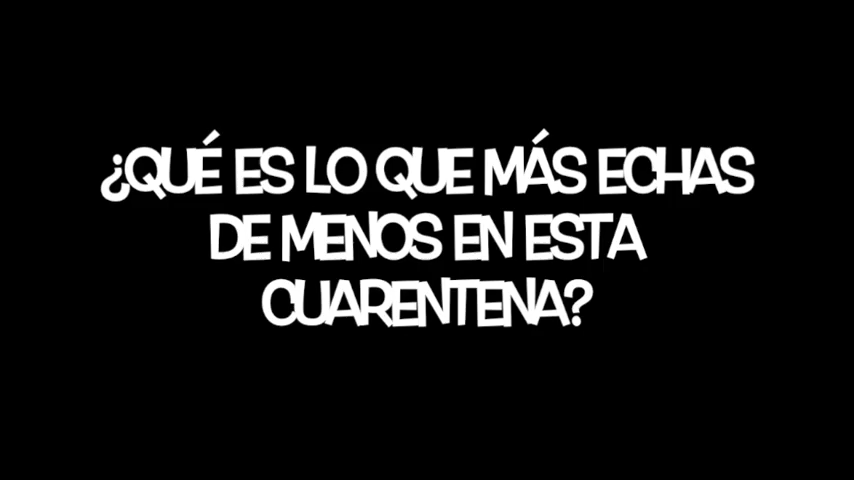 ¿QUÉ ES LO QUE MÁS ECHAS
DE MENOS EN ESTA
CUARENTENA?